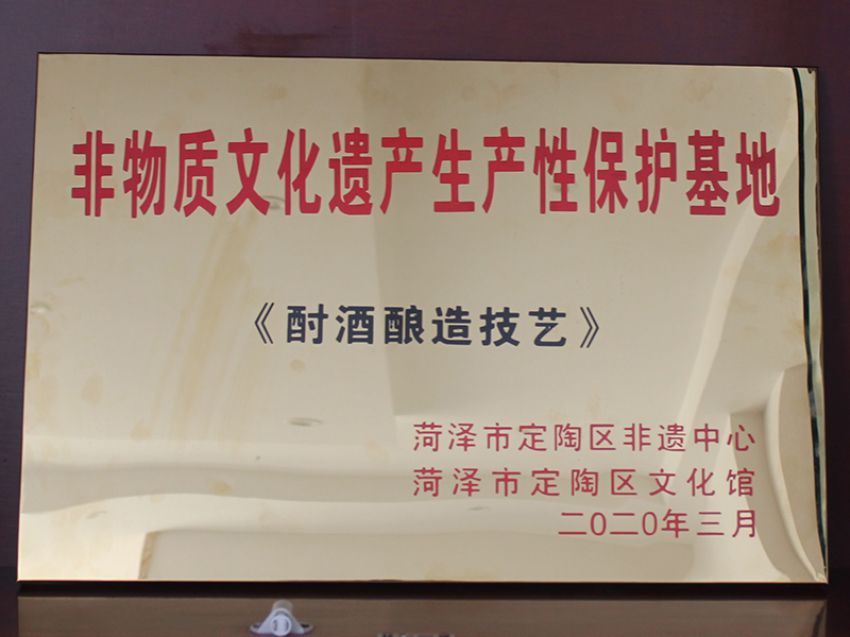 非物质文化遗产生产性保护基地
《酎酒酿造技艺》
菏泽市定陶区非遗中心
菏泽市定陶区文化馆
二〇二〇年三月